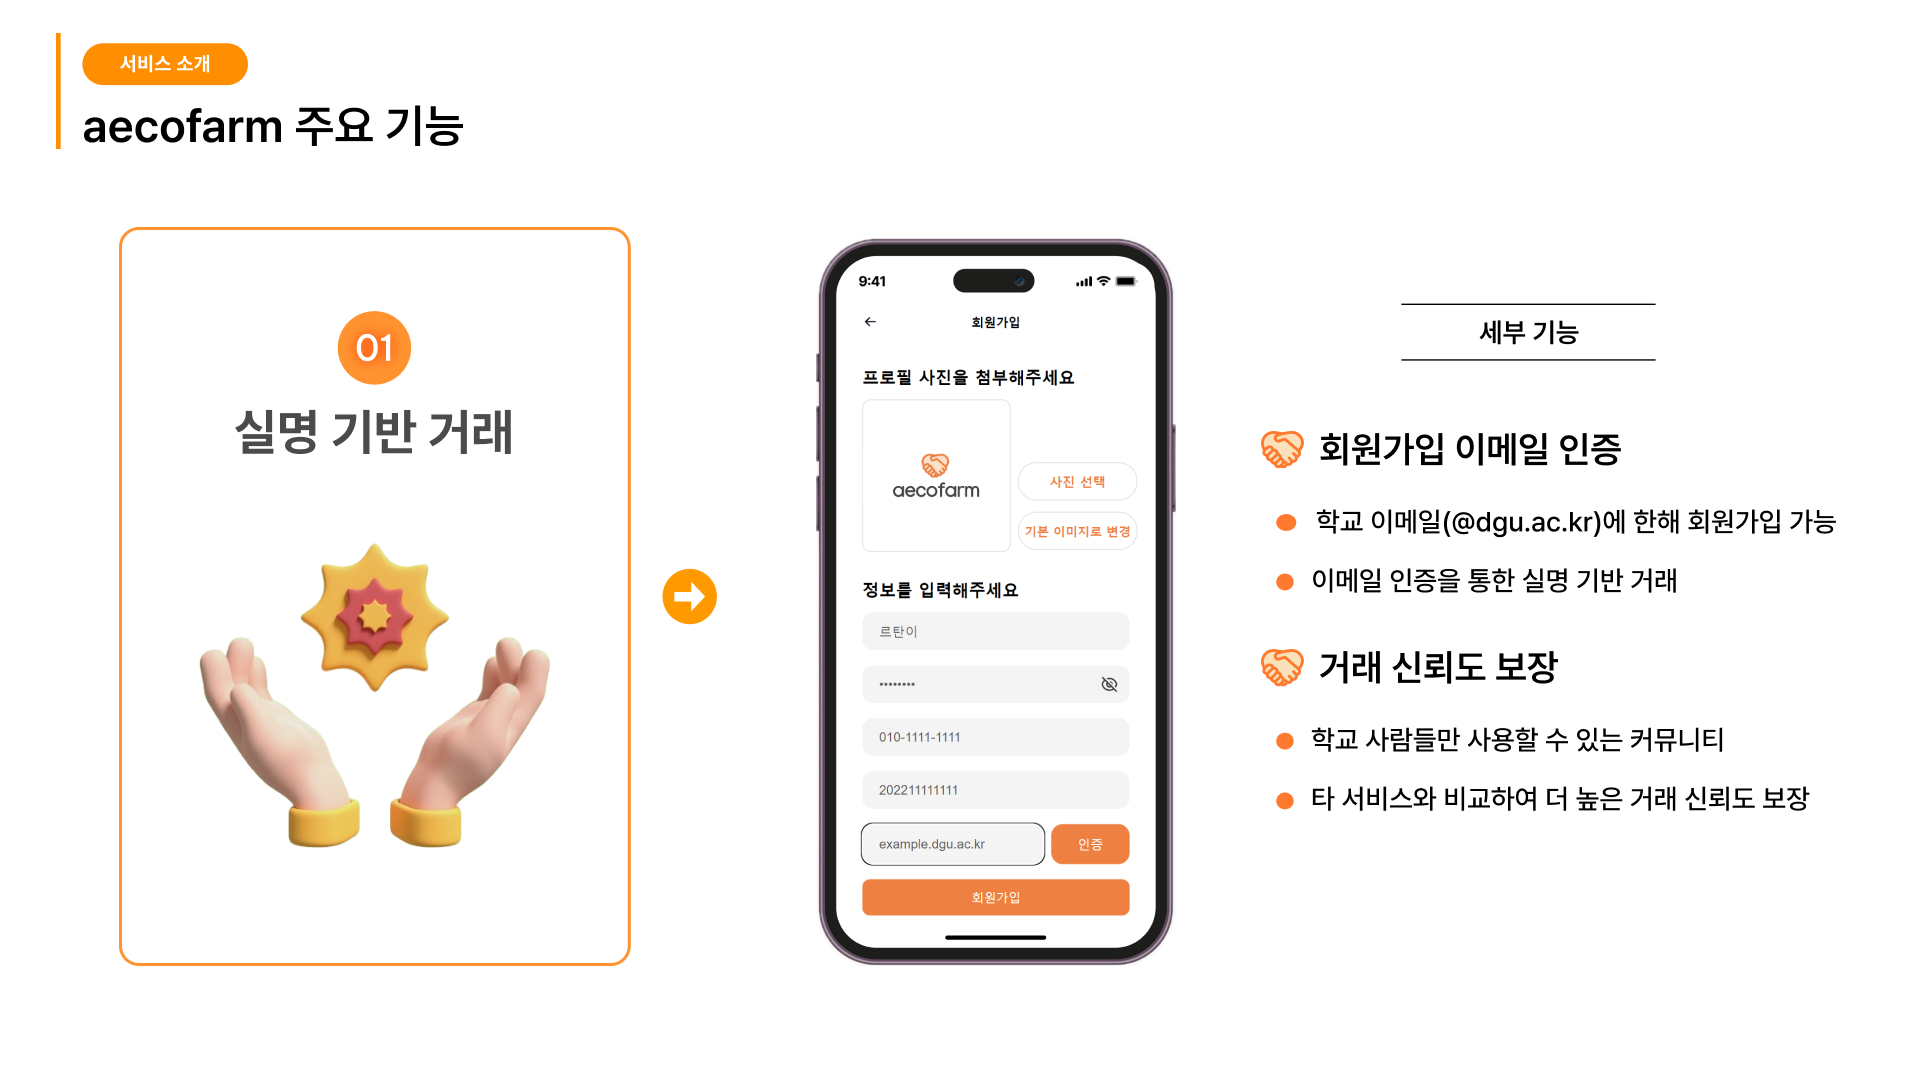 서비스 소개
aecofarm 주요 기능
01
실명 기반 거래
9:41
회원가입
프로필 사진을 첨부해주세요
aecofarm
사진 선택
기본 이미지로 변경
정보를 입력해주세요
르탄이
••••••••
010-1111-1111
202211111111
example.dgu.ac.kr
인증
회원가입
세부 기능
회원가입 이메일 인증
학교 이메일(@dgu.ac.kr)에 한해 회원가입 가능
이메일 인증을 통한 실명 기반 거래
거래 신뢰도 보장
학교 사람들만 사용할 수 있는 커뮤니티
타 서비스와 비교하여 더 높은 거래 신뢰도 보장